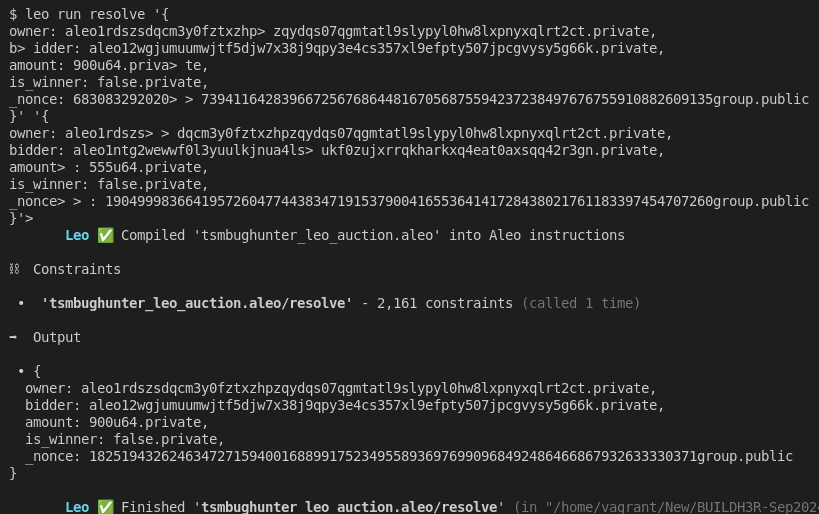 $ leo run resolve '{
owner: aleo1rdszsdqcm3y0fztxzhp> zqydqs07qgmtatl9slypyl0hw8lxpnyxqlrt2ct.private,
b> idder: aleo12wgjumuumwjtf5djw7x38j9qpy3e4cs357xl9efpty507jpcgvysy5g66k.private,
amount: 900u64.priva> te,
is_winner: false.private,
_nonce: 683083292020> > 7394116428396672567686448167056875594237238497676755910882609135group.public
}' '{
owner: aleo1rdszs> > dqcm3y0fztxzhpzqydqs07qgmtatl9slypyl0hw8lxpnyxqlrt2ct.private,
bidder: aleo1ntg2wewwf0l3yuulkjnua4ls> ukf0zujxrrqkharkxq4eat0axsqq42r3gn.private,
amount> : 555u64.private,
is_winner: false.private,
_nonce> > : 1904999836641957260477443834719153790041655364141728438021761183397454707260group.public
}'>
Leo ✅ Compiled 'tsmbughunter_leo_auction.aleo' into Aleo instructions
⛓ Constraints
• 'tsmbughunter_leo_auction.aleo/resolve' - 2,161 constraints (called 1 time)
➡ Output
• {
owner: aleo1rdszsdqcm3y0fztxzhpzqydqs07qgmtatl9slypyl0hw8lxpnyxqlrt2ct.private,
bidder: aleo12wgjumuumwjtf5djw7x38j9qpy3e4cs357xl9efpty507jpcgvysy5g66k.private,
amount: 900u64.private,
is_winner: false.private,
_nonce: 1825194326246347271594001688991752349558936976990968492486466867932633330371group.public
}
Leo ✅ Finished 'tsmbughunter_leo_auction.aleo/resolve' (in "/home/vagrant/New/BUILDH3R-Sep202